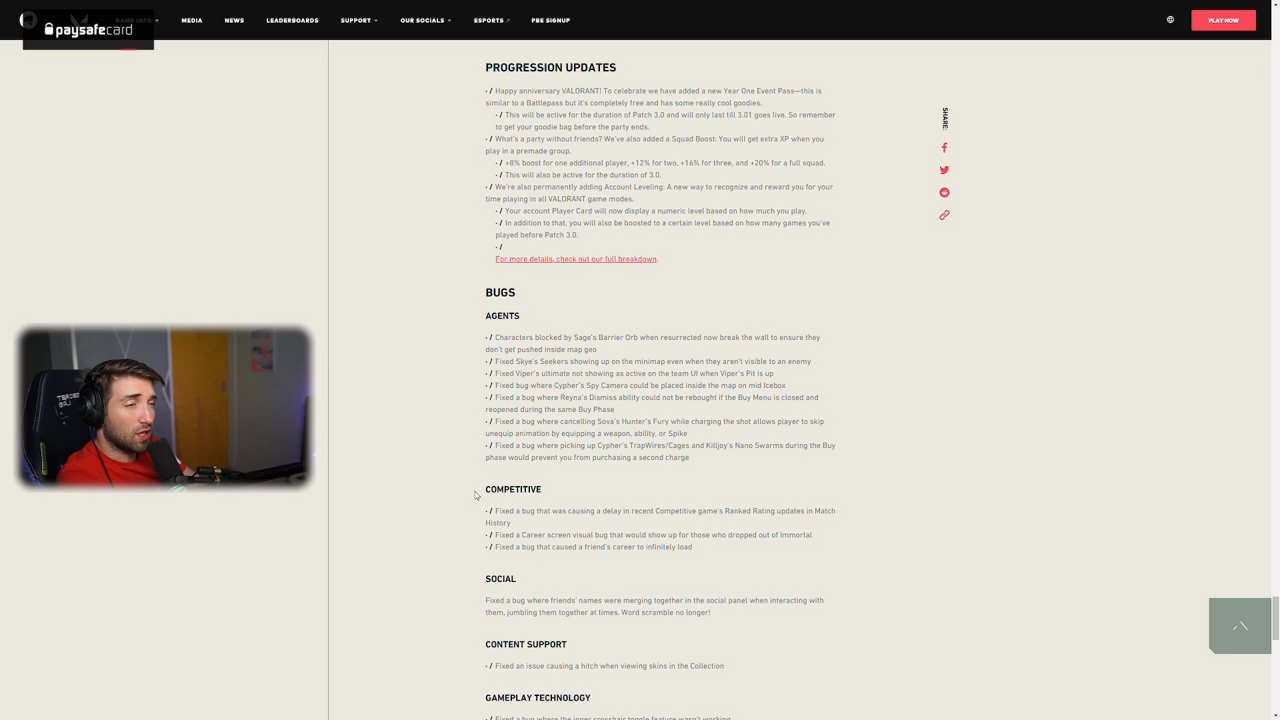 GAME INFO
MEDIA
NEWS
LEADERBOARDS
SUPPORT
OUR SOCIALS
ESPORTS
PBE SIGNUP
PLAY NOW
paysafecard
PROGRESSION UPDATES
· / Happy anniversary VALORANT! To celebrate we have added a new Year One Event Pass—this is
similar to a Battlepass but it's completely free and has some really cool goodies.
· / This will be active for the duration of Patch 3.0 and will only last till 3.01 goes live. So remember
to get your goodie bag before the party ends.
· / What's a party without friends? We've also added a Squad Boost: You will get extra XP when you
play in a premade group.
· / +8% boost for one additional player, +12% for two, +16% for three, and +20% for a full squad.
· / This will also be active for the duration of 3.0.
· / We're also permanently adding Account Leveling: A new way to recognize and reward you for your
time playing in all VALORANT game modes.
· / Your account Player Card will now display a numeric level based on how much you play.
· / In addition to that, you will also be boosted to a certain level based on how many games you've
played before Patch 3.0.
· /
For more details, check out our full breakdown.
SHARE:
BUGS
AGENTS
· / Characters blocked by Sage's Barrier Orb when resurrected now break the wall to ensure they
don't get pushed inside map geo
· / Fixed Skye's Seekers showing up on the minimap even when they aren't visible to an enemy
· / Fixed Viper's ultimate not showing as active on the team UI when Viper's Pit is up
· / Fixed bug where Cypher's Spy Camera could be placed inside the map on mid Icebox
· / Fixed a bug where Reyna's Dismiss ability could not be rebought if the Buy Menu is closed and
reopened during the same Buy Phase
· / Fixed a bug where cancelling Sova's Hunter's Fury while charging the shot allows player to skip
unequip animation by equipping a weapon, ability, or Spike
· / Fixed a bug where picking up Cypher's TrapWires/Cages and Killjoy's Nano Swarms during the Buy
phase would prevent you from purchasing a second charge
COMPETITIVE
· / Fixed a bug that was causing a delay in recent Competitive game's Ranked Rating updates in Match
History
· / Fixed a Career screen visual bug that would show up for those who dropped out of Immortal
· / Fixed a bug that caused a friend's career to infinitely load
SOCIAL
Fixed a bug where friends' names were merging together in the social panel when interacting with
them, jumbling them together at times. Word scramble no longer!
CONTENT SUPPORT
· / Fixed an issue causing a hitch when viewing skins in the Collection
GAMEPLAY TECHNOLOGY
· / Fixed a bug where the inner crosshair toggle feature wasn't working